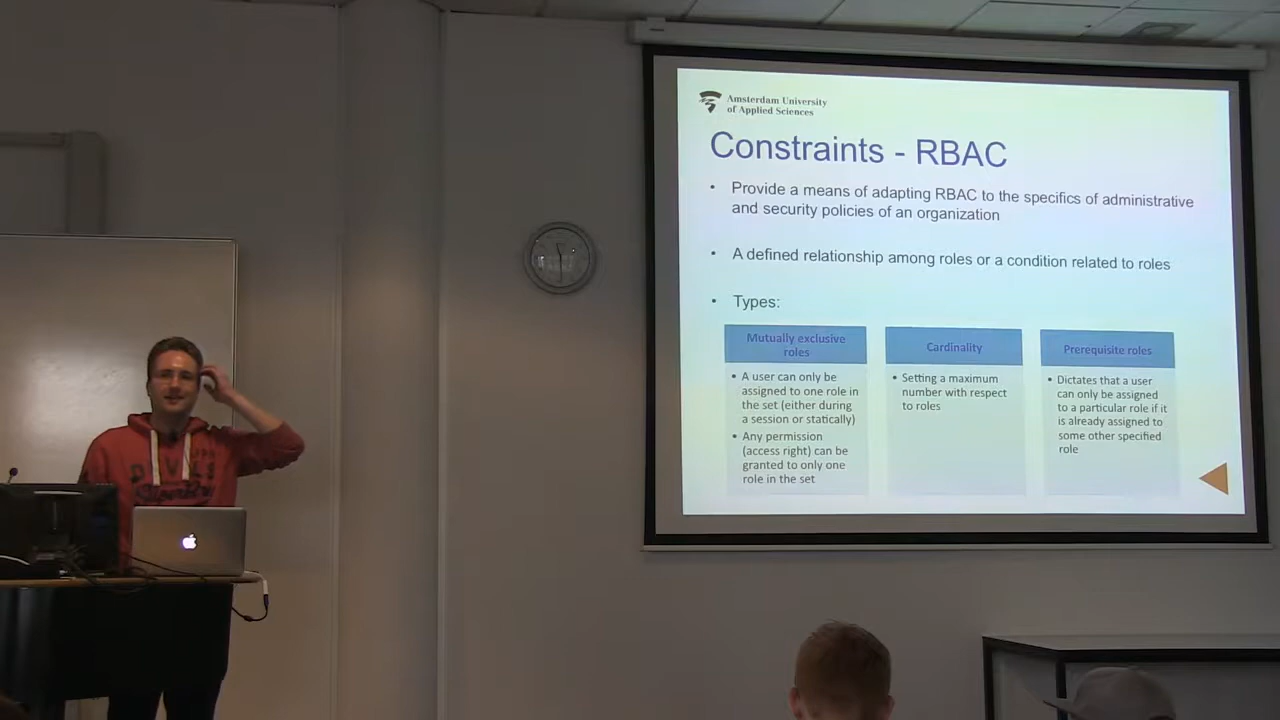 Amsterdam University
of Applied Sciences
Constraints - RBAC
• Provide a means of adapting RBAC to the specifics of administrative
and security policies of an organization
• A defined relationship among roles or a condition related to roles
• Types:
Mutually exclusive
roles
• A user can only be
assigned to one role in
the set (either during
a session or statically)
• Any permission
(access right) can be
granted to only one
role in the set
Cardinality
• Setting a maximum
number with respect
to roles
Prerequisite roles
• Dictates that a user
can only be assigned
to a particular role if it
is already assigned to
some other specified
role